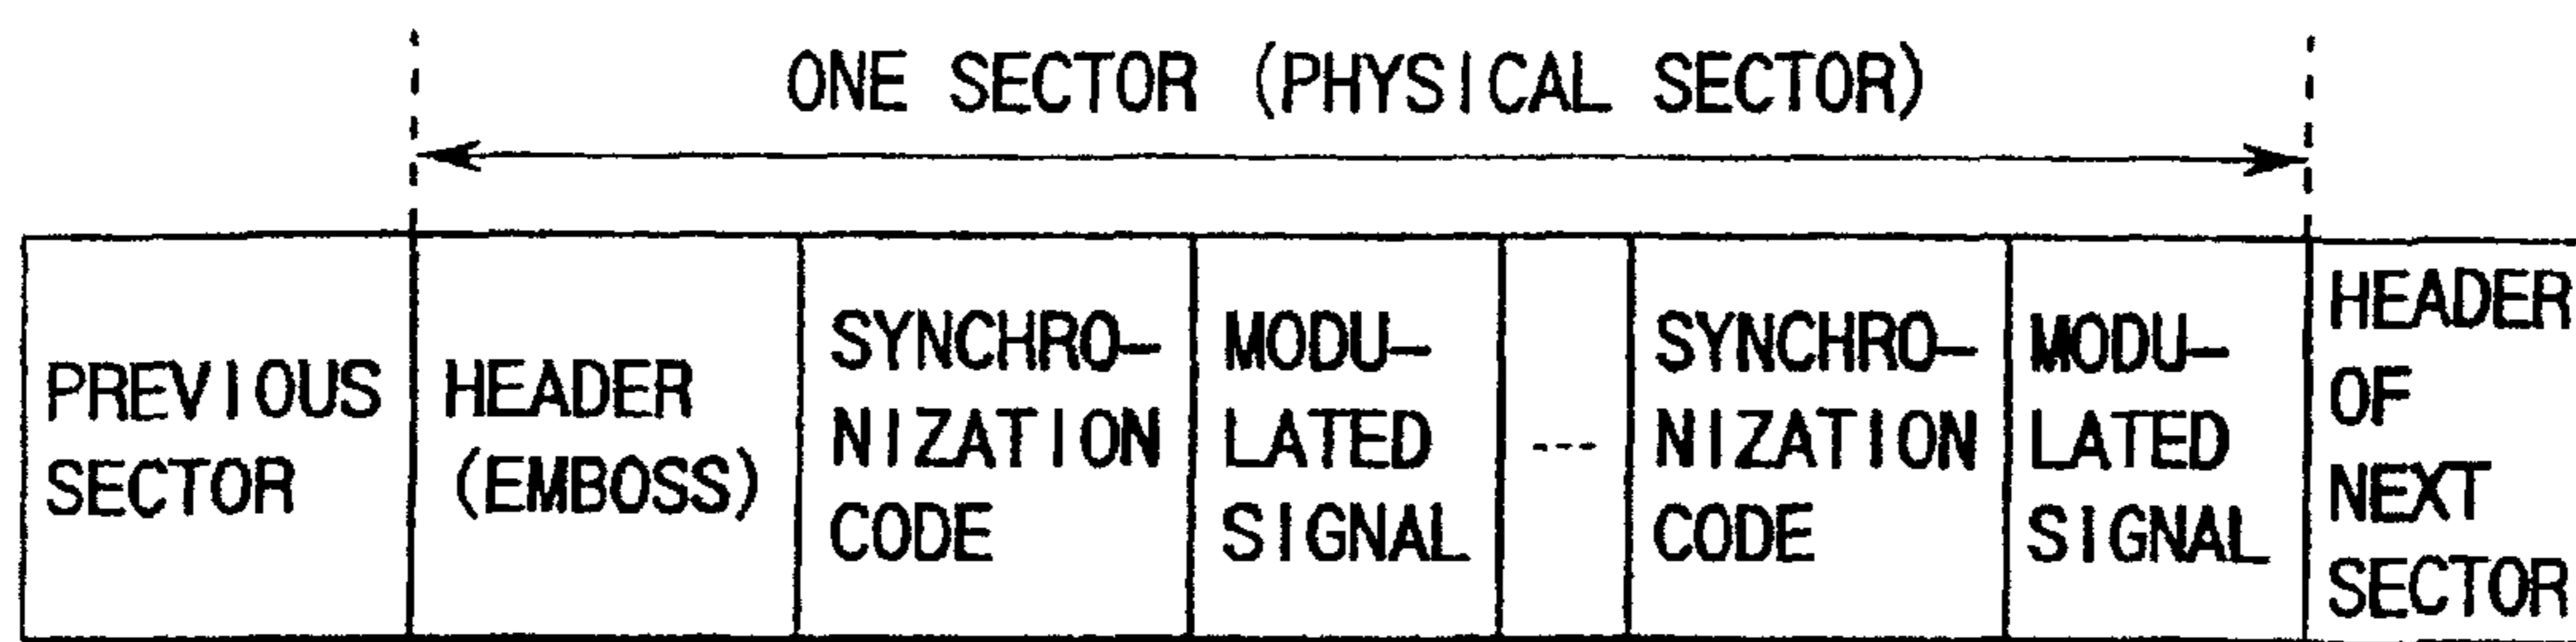 ONE SECTOR (PHYSICAL SECTOR)
PREVIOUS
SECTOR
HEADER
(EMBOSS)
SYNCHRO-
NIZATION
CODE
MODU-
LATED
SIGNAL
---
SYNCHRO-
NIZATION
CODE
MODU-
LATED
SIGNAL
HEADER
OF
NEXT
SECTOR